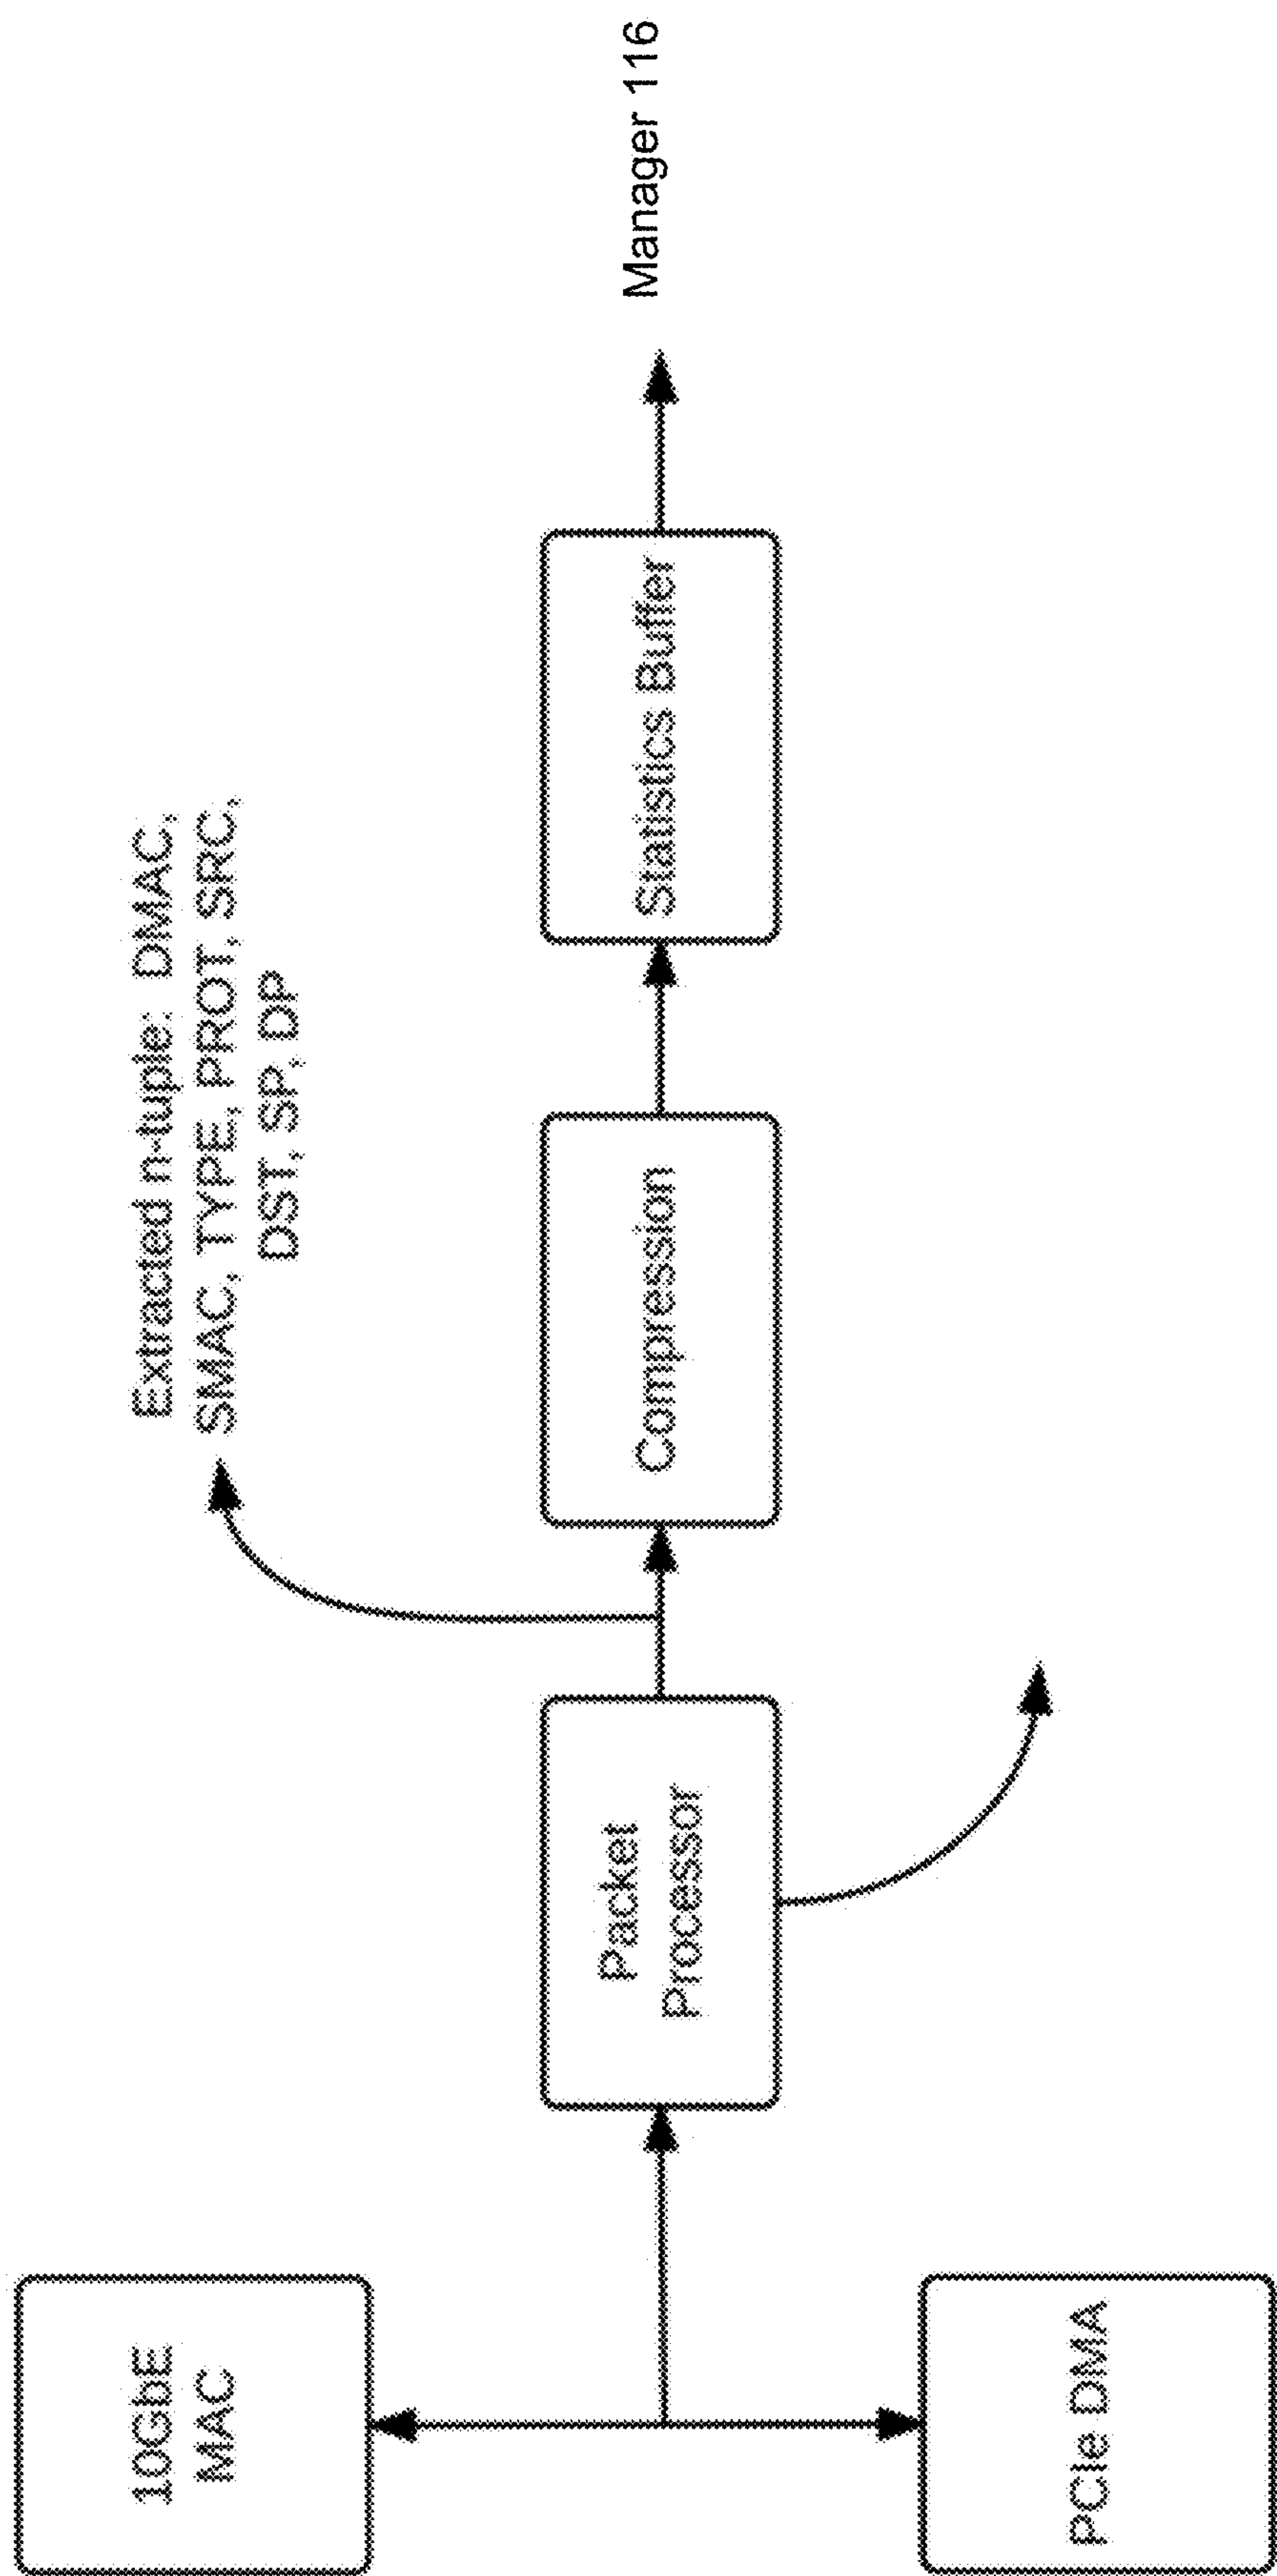 10GbE
MAC
PCIe DMA
Packet
Processor
Extracted n-tuple: DMAC,
SMAC, TYPE, PROT, SRC,
DST, SP, DP
Compression
Statistics Buffer
Manager 116